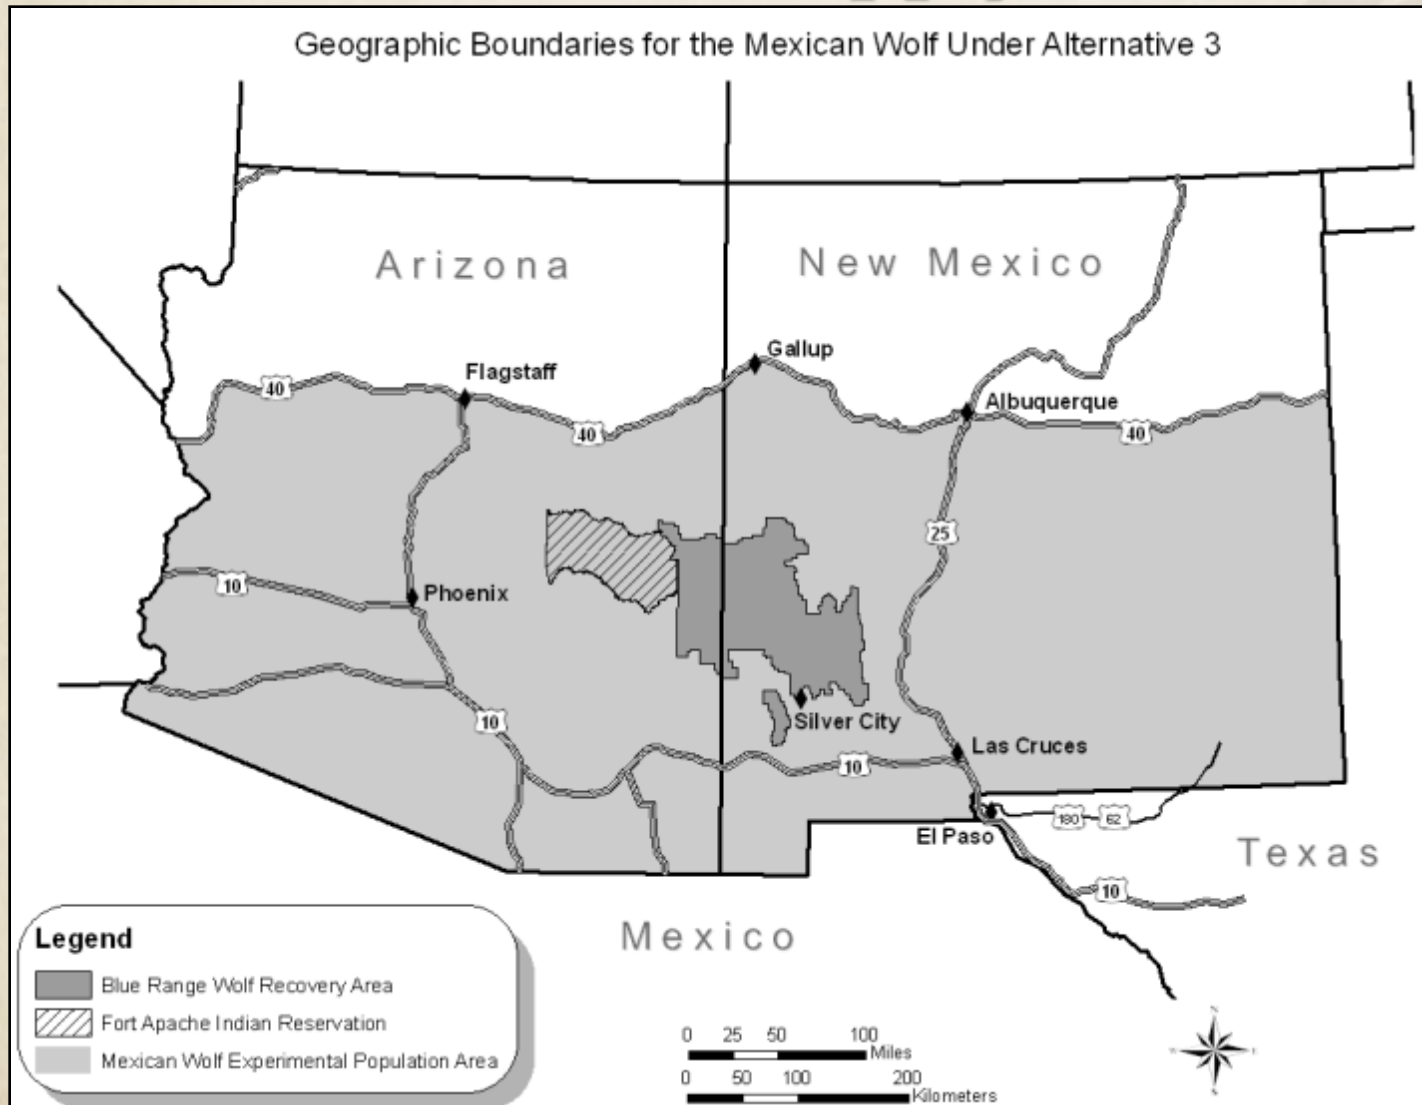 Geographic Boundaries for the Mexican Wolf Under Alternative 3
Arizona
New Mexico
Gallup
Flagstaff
40
Albuquerque
40
40
25
10
Phoenix
10
Silver City
Las Cruces
10
180
62
El Paso
Texas
10
Mexico
Legend
Blue Range Wolf Recovery Area
Fort Apache Indian Reservation
Mexican Wolf Experimental Population Area
0 25 50 100
Miles
0 50 100 200
Kilometers